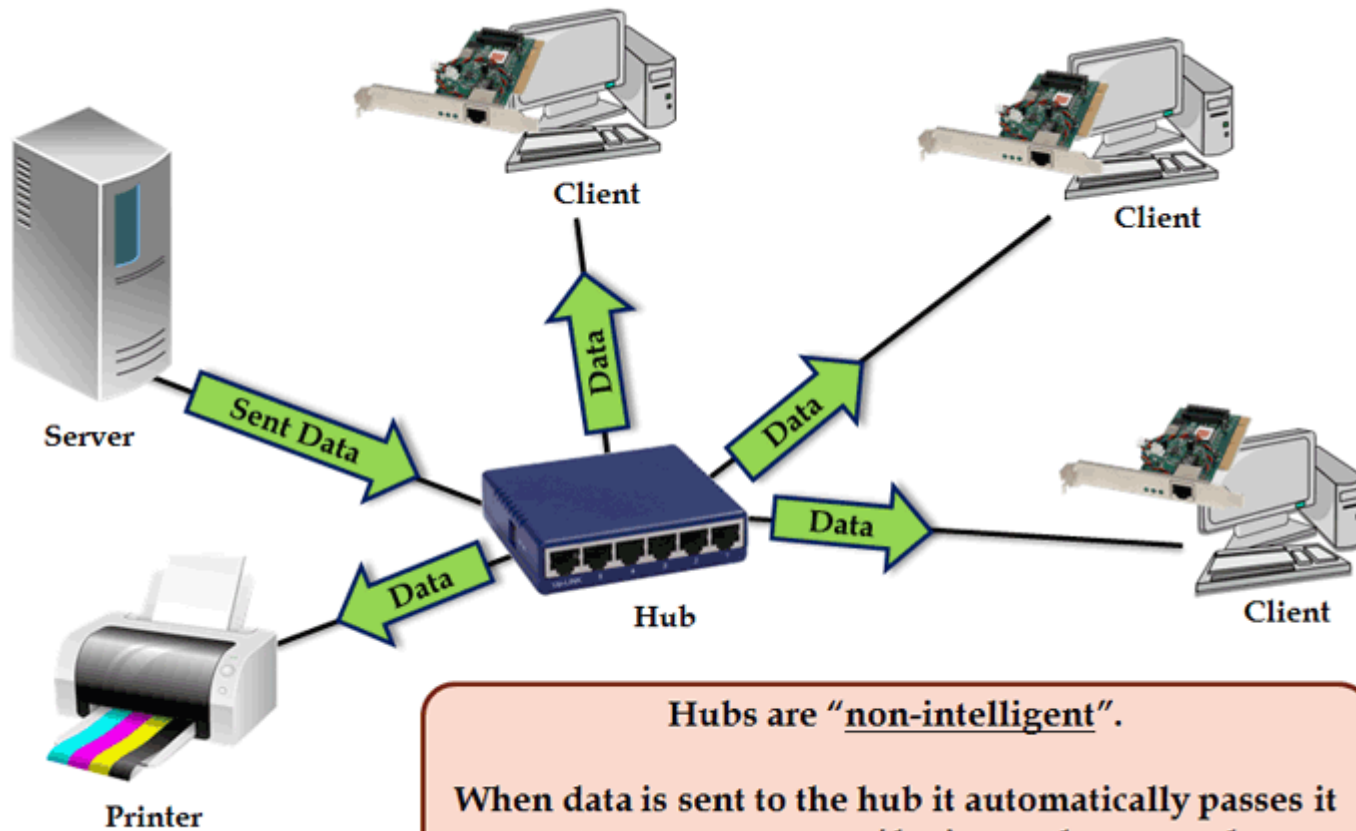 Client
Client
Server
Sent Data
Data
Data
Data
Data
Hub
Client
Printer
Hubs are “non-intelligent”.
When data is sent to the hub it automatically passes it